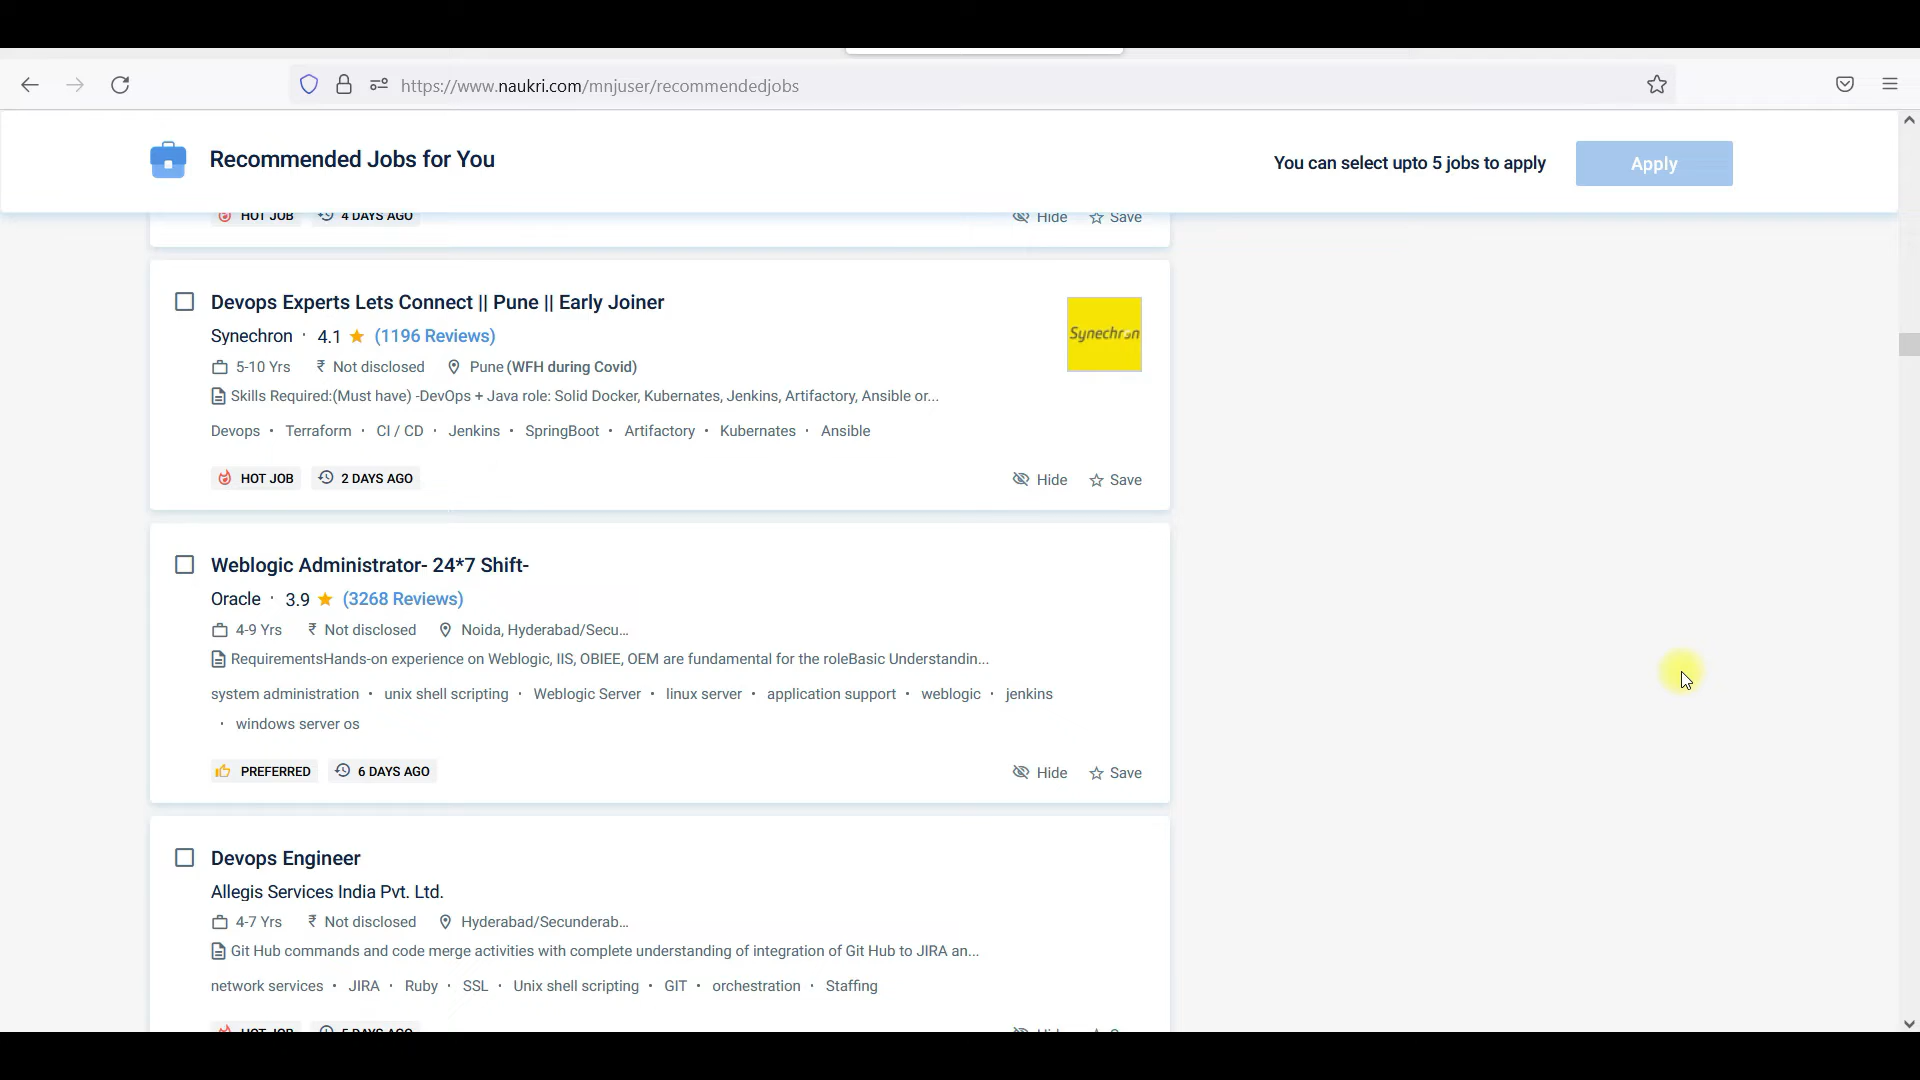 https://www.naukri.com/mnjuser/recommendedjobs
Recommended Jobs for You
You can select upto 5 jobs to apply
Apply
HOT JOB 4 DAYS AGO Hide Save
Devops Experts Lets Connect || Pune || Early Joiner
Synechron · 4.1 ★ (1196 Reviews)
Synechron
5-10 Yrs ₹ Not disclosed Pune (WFH during Covid)
Skills Required:(Must have) -DevOps + Java role: Solid Docker, Kubernates, Jenkins, Artifactory, Ansible or...
Devops · Terraform · CI / CD · Jenkins · SpringBoot · Artifactory · Kubernates · Ansible
HOT JOB 2 DAYS AGO Hide Save
Weblogic Administrator- 24*7 Shift-
Oracle · 3.9 ★ (3268 Reviews)
4-9 Yrs ₹ Not disclosed Noida, Hyderabad/Secu...
RequirementsHands-on experience on Weblogic, IIS, OBIEE, OEM are fundamental for the roleBasic Understandin...
system administration · unix shell scripting · Weblogic Server · linux server · application support · weblogic · jenkins
· windows server os
PREFERRED 6 DAYS AGO Hide Save
Devops Engineer
Allegis Services India Pvt. Ltd.
4-7 Yrs ₹ Not disclosed Hyderabad/Secunderab...
Git Hub commands and code merge activities with complete understanding of integration of Git Hub to JIRA an...
network services · JIRA · Ruby · SSL · Unix shell scripting · GIT · orchestration · Staffing
HOT JOB 5 DAYS AGO